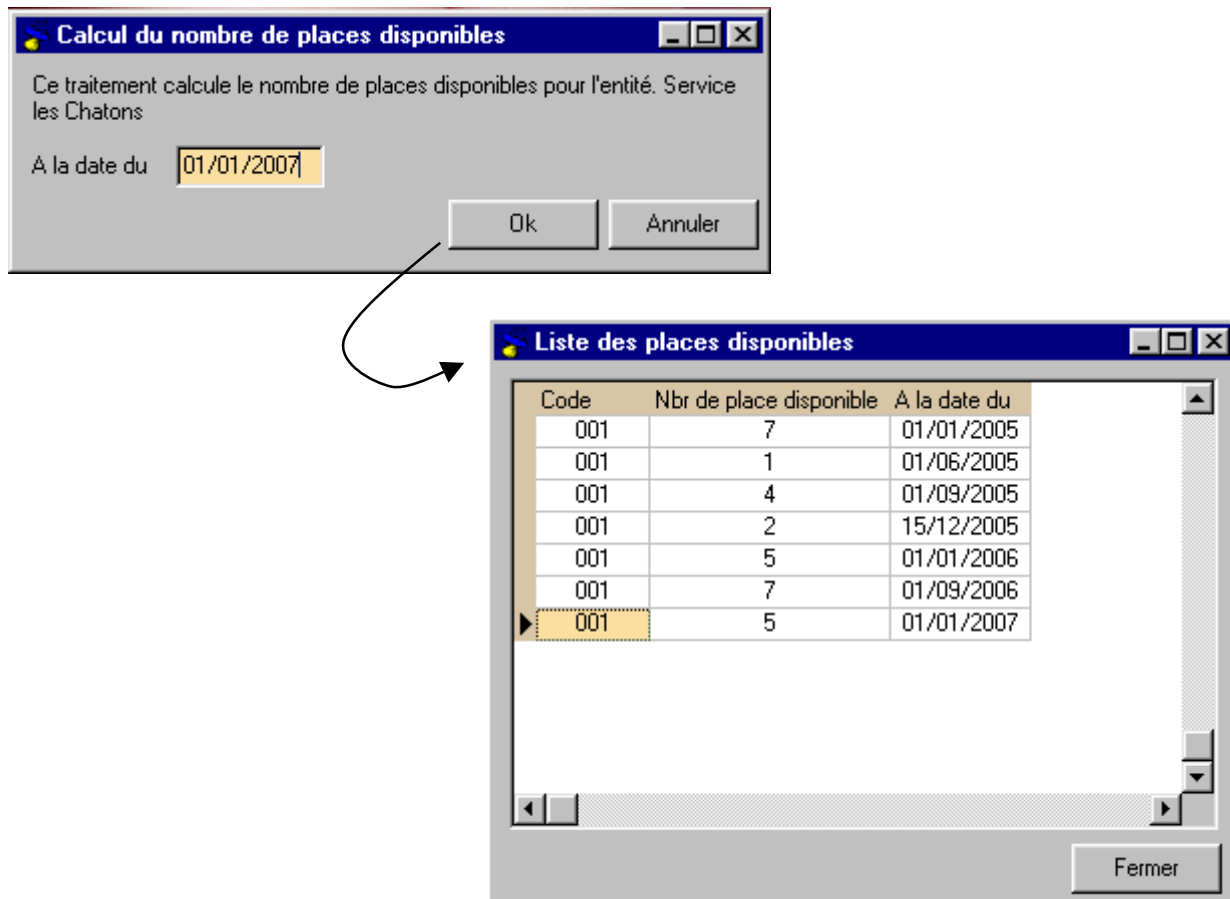 Calcul du nombre de places disponibles
Ce traitement calcule le nombre de places disponibles pour l'entité. Service
les Chatons
A la date du 01/01/2007
Ok Annuler
Liste des places disponibles
Code Nbr de place disponible A la date du
001 7 01/01/2005
001 1 01/06/2005
001 4 01/09/2005
001 2 15/12/2005
001 5 01/01/2006
001 7 01/09/2006
001 5 01/01/2007
Fermer